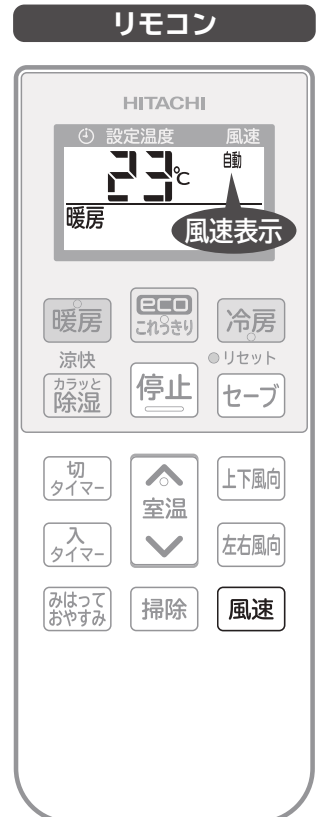 リモコン
HITACHI
設定温度 風速
23℃ 自動
暖房
風速表示
暖房
eco
これっきり
冷房
涼快
カラッと
除湿
停止
リセット
セーブ
切
タイマー
室温
上下風向
入
タイマー
左右風向
みはって
おやすみ
掃除
風速